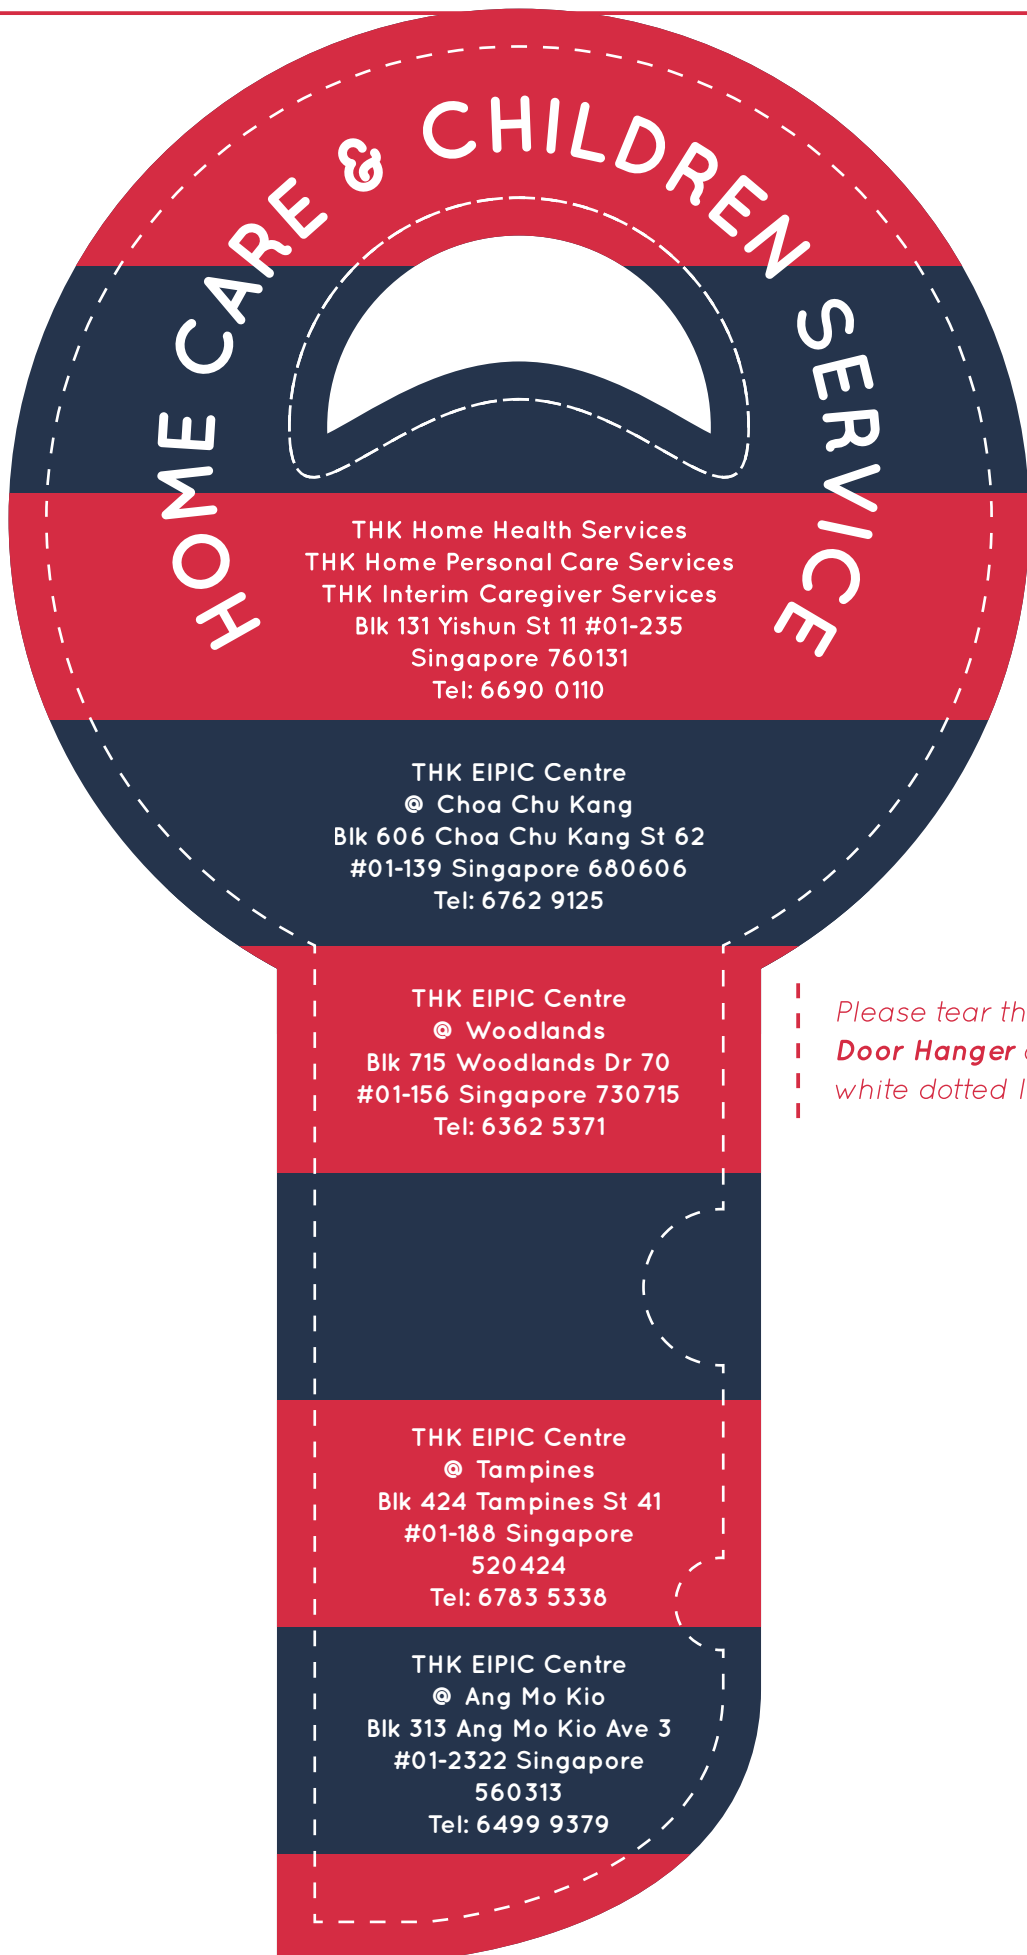 HOME CARE & CHILDREN SERVICE
THK Home Health Services
THK Home Personal Care Services
THK Interim Caregiver Services
Blk 131 Yishun St 11 #01-235
Singapore 760131
Tel: 6690 0110
THK EIPIC Centre
@ Choa Chu Kang
Blk 606 Choa Chu Kang St 62
#01-139 Singapore 680606
Tel: 6762 9125
THK EIPIC Centre
@ Woodlands
Blk 715 Woodlands Dr 70
#01-156 Singapore 730715
Tel: 6362 5371
Please tear
Door Hanger
white dotted
THK EIPIC Centre
@ Tampines
Blk 424 Tampines St 41
#01-188 Singapore
520424
Tel: 6783 5338
THK EIPIC Centre
@ Ang Mo Kio
Blk 313 Ang Mo Kio Ave 3
#01-2322 Singapore
560313
Tel: 6499 9379